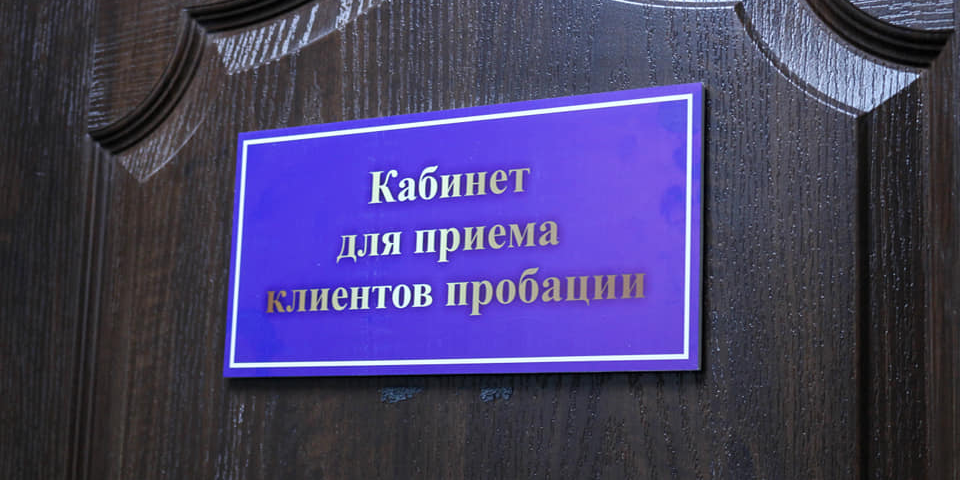 Кабинет
для приема
клиентов пробации